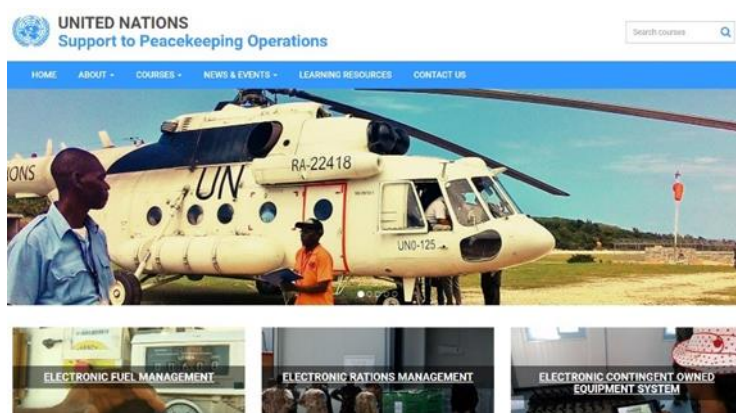 UNITED NATIONS
Support to Peacekeeping Operations
Search courses
HOME ABOUT COURSES NEWS & EVENTS LEARNING RESOURCES CONTACT US
IONS
UN
RA-22418
UNO-125
ELECTRONIC FUEL MANAGEMENT
ELECTRONIC RATIONS MANAGEMENT
ELECTRONIC CONTINGENT OWNED
EQUIPMENT SYSTEM